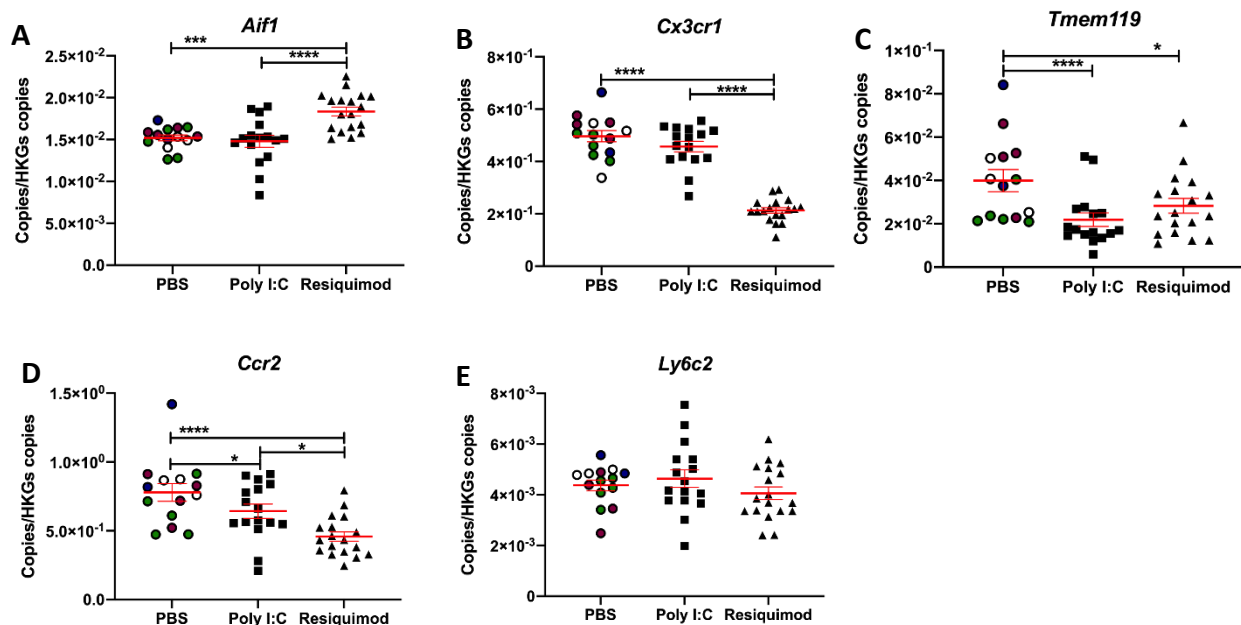 A
Aif1
Copies/HKGs copies
2.5×10⁻²
2.0×10⁻²
1.5×10⁻²
1.0×10⁻²
5.0×10⁻³
0.0
***
****
PBS
Poly I:C
Resiquimod
B
Cx3cr1
Copies/HKGs copies
8×10⁻¹
6×10⁻¹
4×10⁻¹
2×10⁻¹
0
****
****
PBS
Poly I:C
Resiquimod
C
Tmem119
Copies/HKGs copies
1×10⁻¹
8×10⁻²
6×10⁻²
4×10⁻²
2×10⁻²
0
*
****
PBS
Poly I:C
Resiquimod
D
Ccr2
Copies/HKGs copies
1.5×10⁰
1.0×10⁰
5.0×10⁻¹
0.0
****
*
*
PBS
Poly I:C
Resiquimod
E
Ly6c2
Copies/HKGs copies
8×10⁻³
6×10⁻³
4×10⁻³
2×10⁻³
0
PBS
Poly I:C
Resiquimod